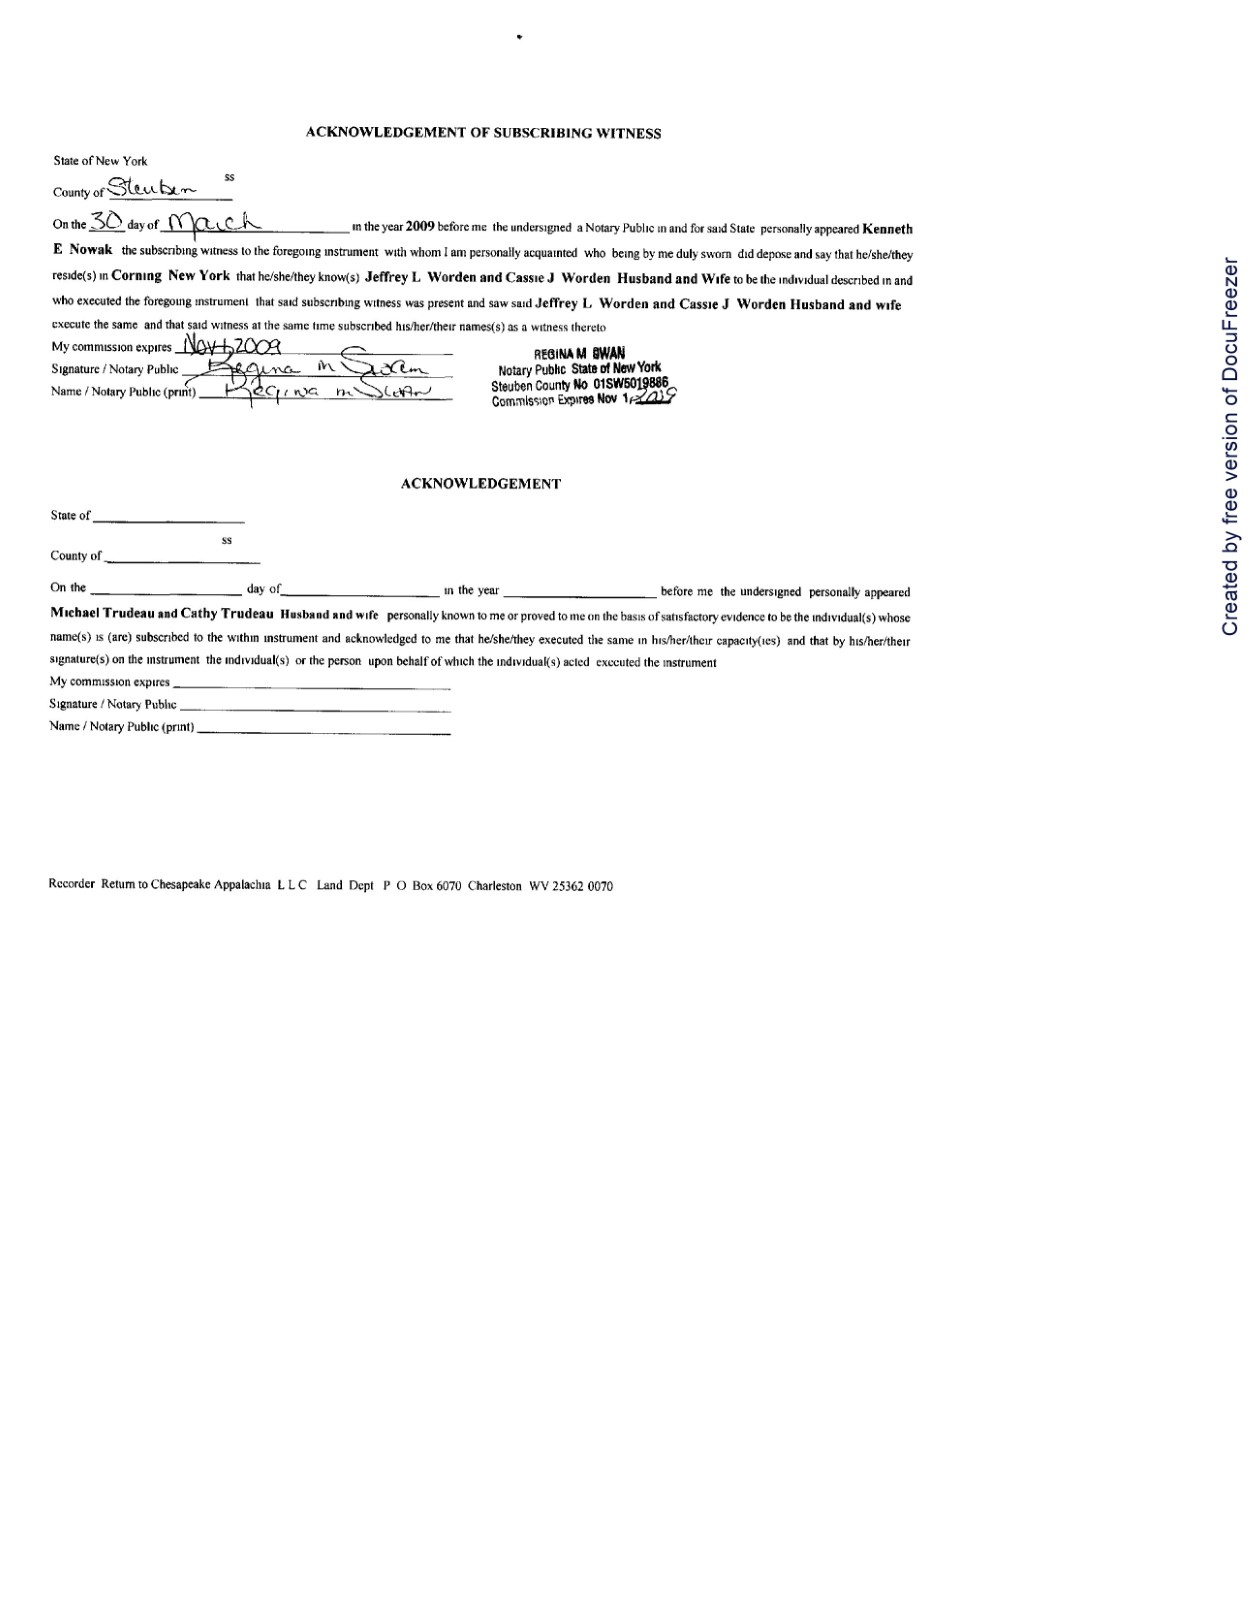 ACKNOWLEDGEMENT OF SUBSCRIBING WITNESS
State of New York
ss
County of Steuben
On the 30 day of March in the year 2009 before me the undersigned a Notary Public in and for said State personally appeared Kenneth
E Nowak the subscribing witness to the foregoing instrument with whom I am personally acquainted who being by me duly sworn did depose and say that he/she/they
reside(s) in Corning New York that he/she/they know(s) Jeffrey L Worden and Cassie J Worden Husband and Wife to be the individual described in and
who executed the foregoing instrument that said subscribing witness was present and saw said Jeffrey L Worden and Cassie J Worden Husband and wife
execute the same and that said witness at the same time subscribed his/her/their names(s) as a witness thereto
My commission expires Nov 1, 2009
Signature / Notary Public Regina M Swan
Name / Notary Public (print) Regina M Swan
REGINA M SWAN
Notary Public State of New York
Steuben County No 01SW5019886
Commission Expires Nov 1, 2009
ACKNOWLEDGEMENT
State of
ss
County of
On the day of in the year before me the undersigned personally appeared
Michael Trudeau and Cathy Trudeau Husband and wife personally known to me or proved to me on the basis of satisfactory evidence to be the individual(s) whose
name(s) is (are) subscribed to the within instrument and acknowledged to me that he/she/they executed the same in his/her/their capacity(ies) and that by his/her/their
signature(s) on the instrument the individual(s) or the person upon behalf of which the individual(s) acted executed the instrument
My commission expires
Signature / Notary Public
Name / Notary Public (print)
Recorder Return to Chesapeake Appalachia L L C Land Dept P O Box 6070 Charleston WV 25362 0070
Created by free version of DocuFreezer